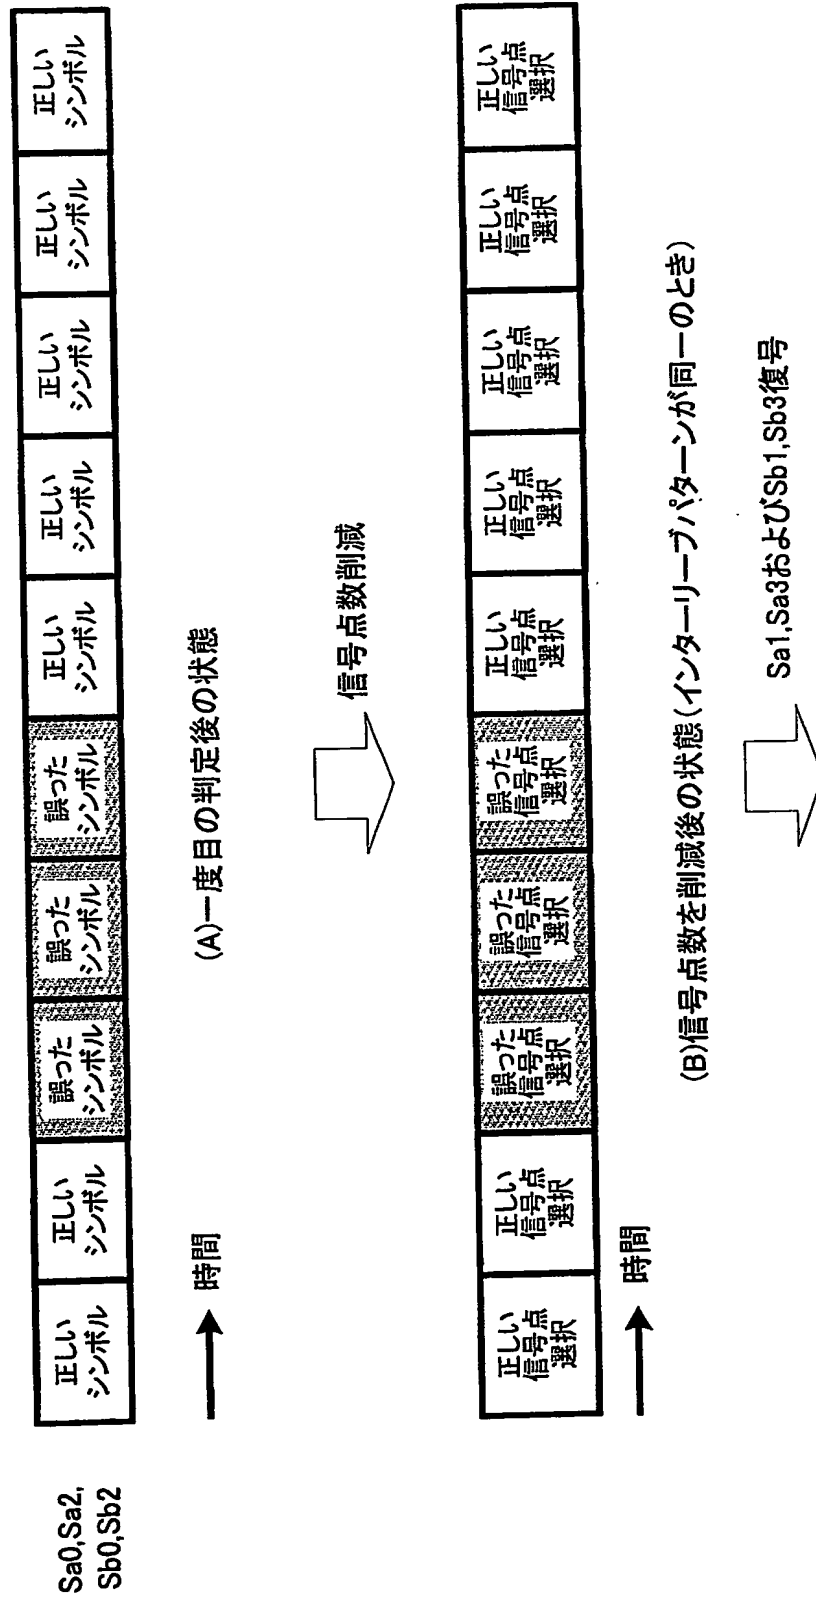 Sa0,Sa2,
Sb0,Sb2
正しい
シンボル
正しい
シンボル
誤った
シンボル
誤った
シンボル
誤った
シンボル
正しい
シンボル
正しい
シンボル
正しい
シンボル
正しい
シンボル
正しい
シンボル
時間
(A)一度目の判定後の状態
信号点数削減
正しい
信号点
選択
正しい
信号点
選択
誤った
信号点
選択
誤った
信号点
選択
誤った
信号点
選択
正しい
信号点
選択
正しい
信号点
選択
正しい
信号点
選択
正しい
信号点
選択
正しい
信号点
選択
時間
(B)信号点数を削減後の状態(インターリーブパターンが同一のとき)
Sa1,Sa3およびSb1,Sb3復号